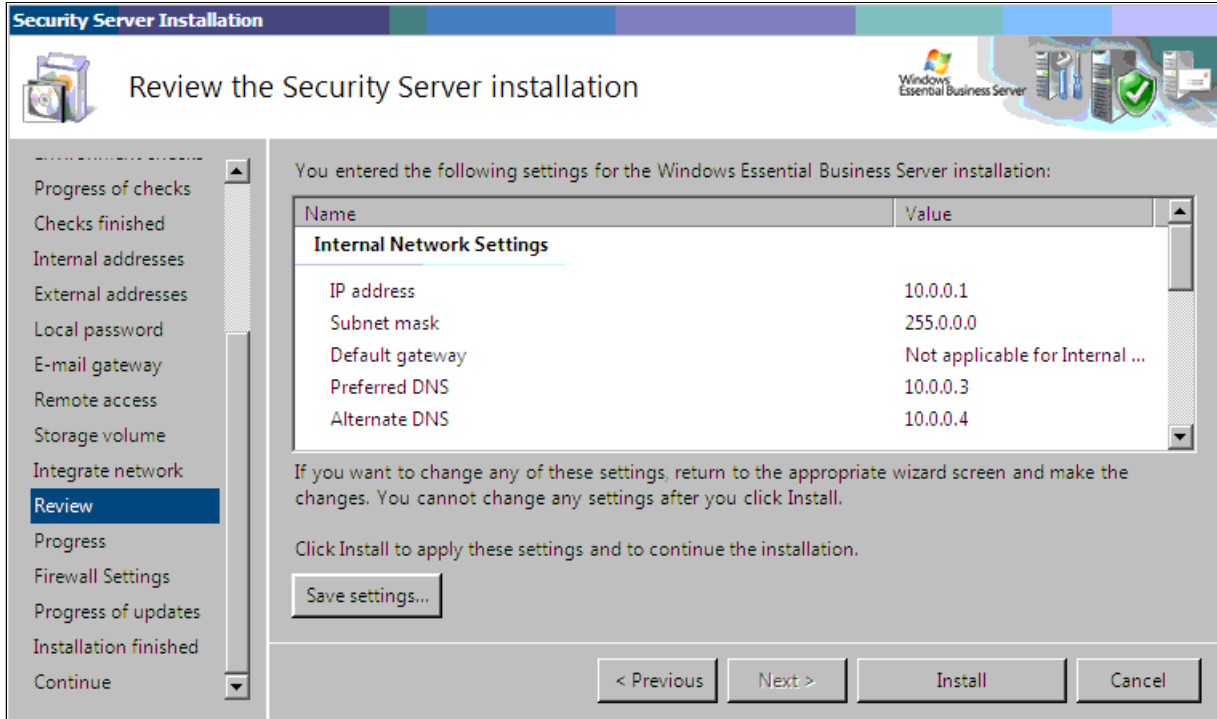 Security Server Installation
Review the Security Server installation
Windows
Essential Business Server
Progress of checks
Checks finished
Internal addresses
External addresses
Local password
E-mail gateway
Remote access
Storage volume
Integrate network
Review
Progress
Firewall Settings
Progress of updates
Installation finished
Continue
You entered the following settings for the Windows Essential Business Server installation:
Name Value
Internal Network Settings
IP address 10.0.0.1
Subnet mask 255.0.0.0
Default gateway Not applicable for Internal ...
Preferred DNS 10.0.0.3
Alternate DNS 10.0.0.4
If you want to change any of these settings, return to the appropriate wizard screen and make the
changes. You cannot change any settings after you click Install.
Click Install to apply these settings and to continue the installation.
Save settings...
< Previous Next > Install Cancel